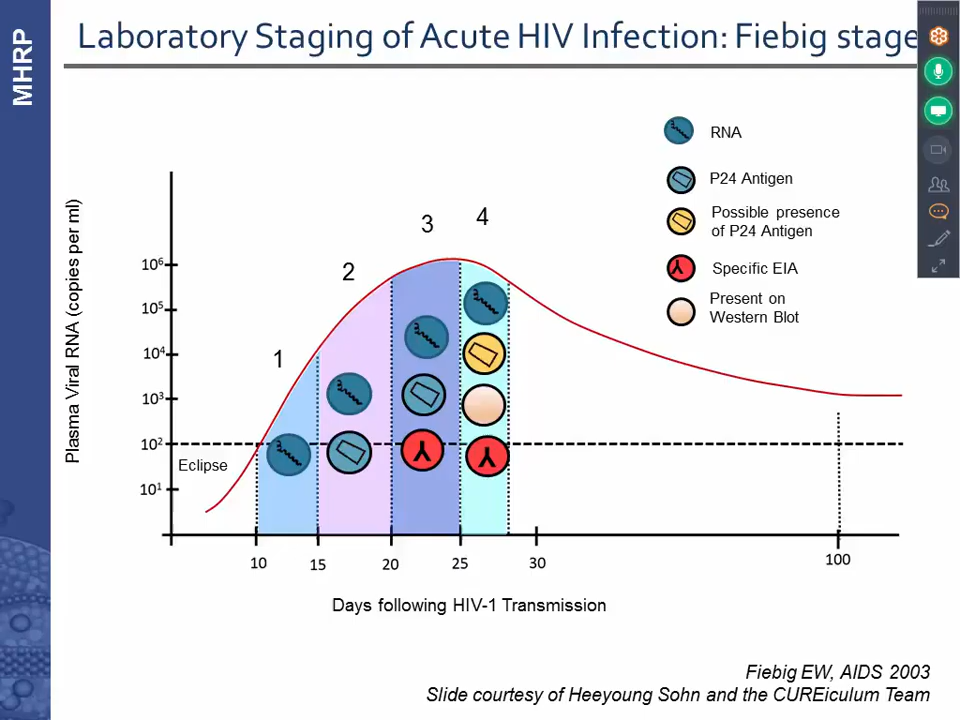 MHRP
Laboratory Staging of Acute HIV Infection: Fiebig stage
RNA
P24 Antigen
Possible presence
of P24 Antigen
Specific EIA
Present on
Western Blot
Plasma Viral RNA (copies per ml)
10⁶
10⁵
10⁴
10³
10²
10¹
1
2
3
4
Eclipse
10
15
20
25
30
100
Days following HIV-1 Transmission
Fiebig EW, AIDS 2003
Slide courtesy of Heeyoung Sohn and the CUREiculum Team